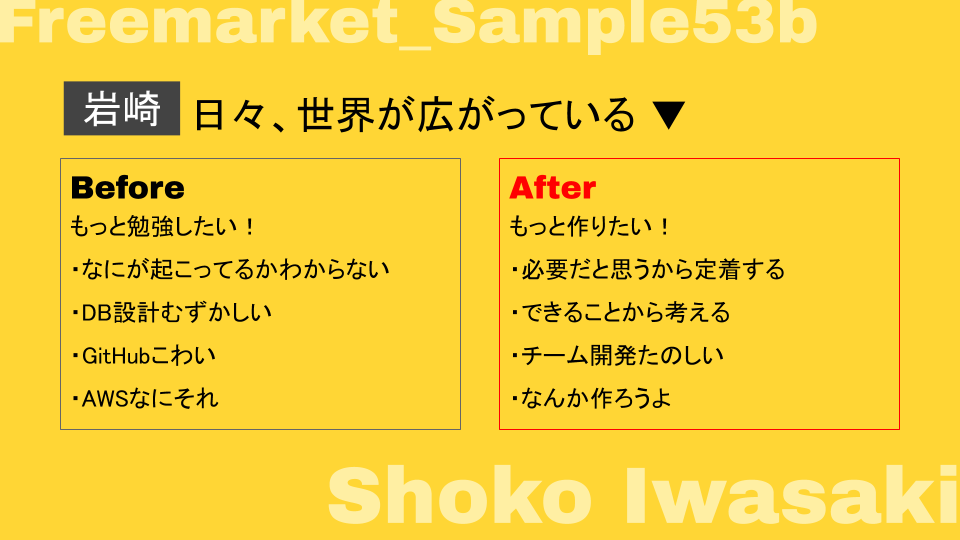 Freemarket_Sample53b
岩崎 日々、世界が広がっている ▼
Before
もっと勉強したい！
・なにが起こってるかわからない
・DB設計むずかしい
・GitHubこわい
・AWSなにそれ
After
もっと作りたい！
・必要だと思うから定着する
・できることから考える
・チーム開発たのしい
・なんか作ろうよ
Shoko Iwasaki